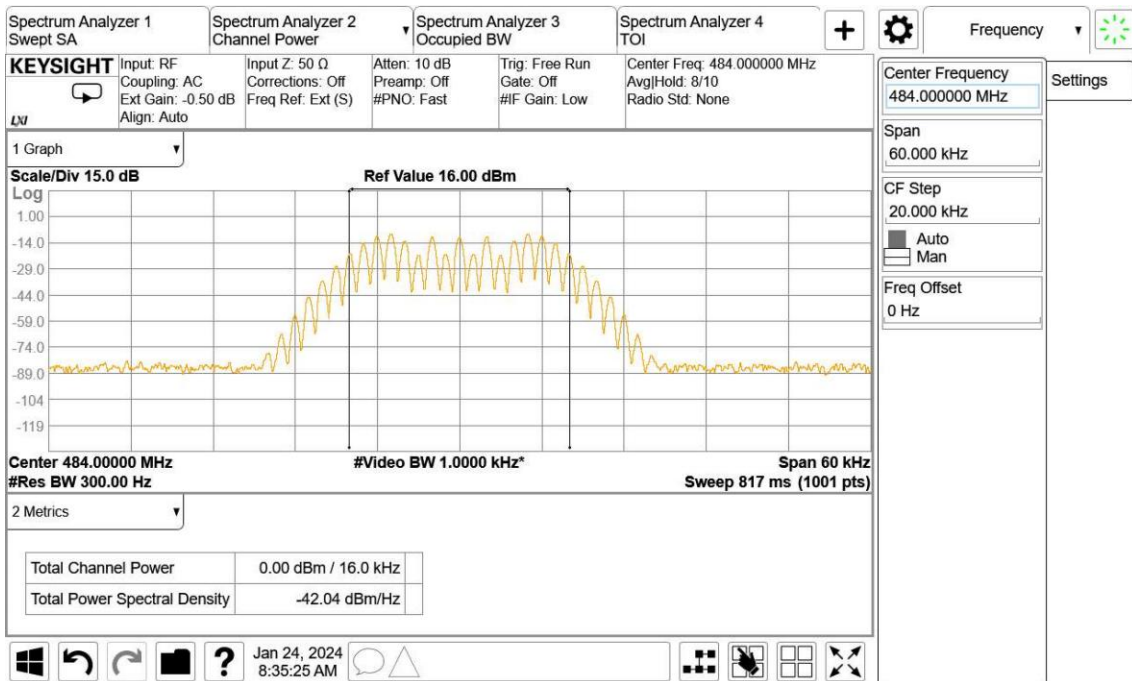 Spectrum Analyzer 1
Swept SA
Spectrum Analyzer 2
Channel Power
Spectrum Analyzer 3
Occupied BW
Spectrum Analyzer 4
TOI
+
Frequency
KEYSIGHT
LXI
Input: RF
Coupling: AC
Ext Gain: -0.50 dB
Align: Auto
Input Z: 50 Ω
Corrections: Off
Freq Ref: Ext (S)
Atten: 10 dB
Preamp: Off
#PNO: Fast
Trig: Free Run
Gate: Off
#IF Gain: Low
Center Freq: 484.000000 MHz
Avg|Hold: 8/10
Radio Std: None
Center Frequency
484.000000 MHz
Settings
Span
60.000 kHz
CF Step
20.000 kHz
Auto
Man
Freq Offset
0 Hz
1 Graph
Scale/Div 15.0 dB
Ref Value 16.00 dBm
Log
1.00
-14.0
-29.0
-44.0
-59.0
-74.0
-89.0
-104
-119
Center 484.00000 MHz
#Video BW 1.0000 kHz*
Span 60 kHz
#Res BW 300.00 Hz
Sweep 817 ms (1001 pts)
2 Metrics
Total Channel Power 0.00 dBm / 16.0 kHz
Total Power Spectral Density -42.04 dBm/Hz
?
Jan 24, 2024
8:35:25 AM